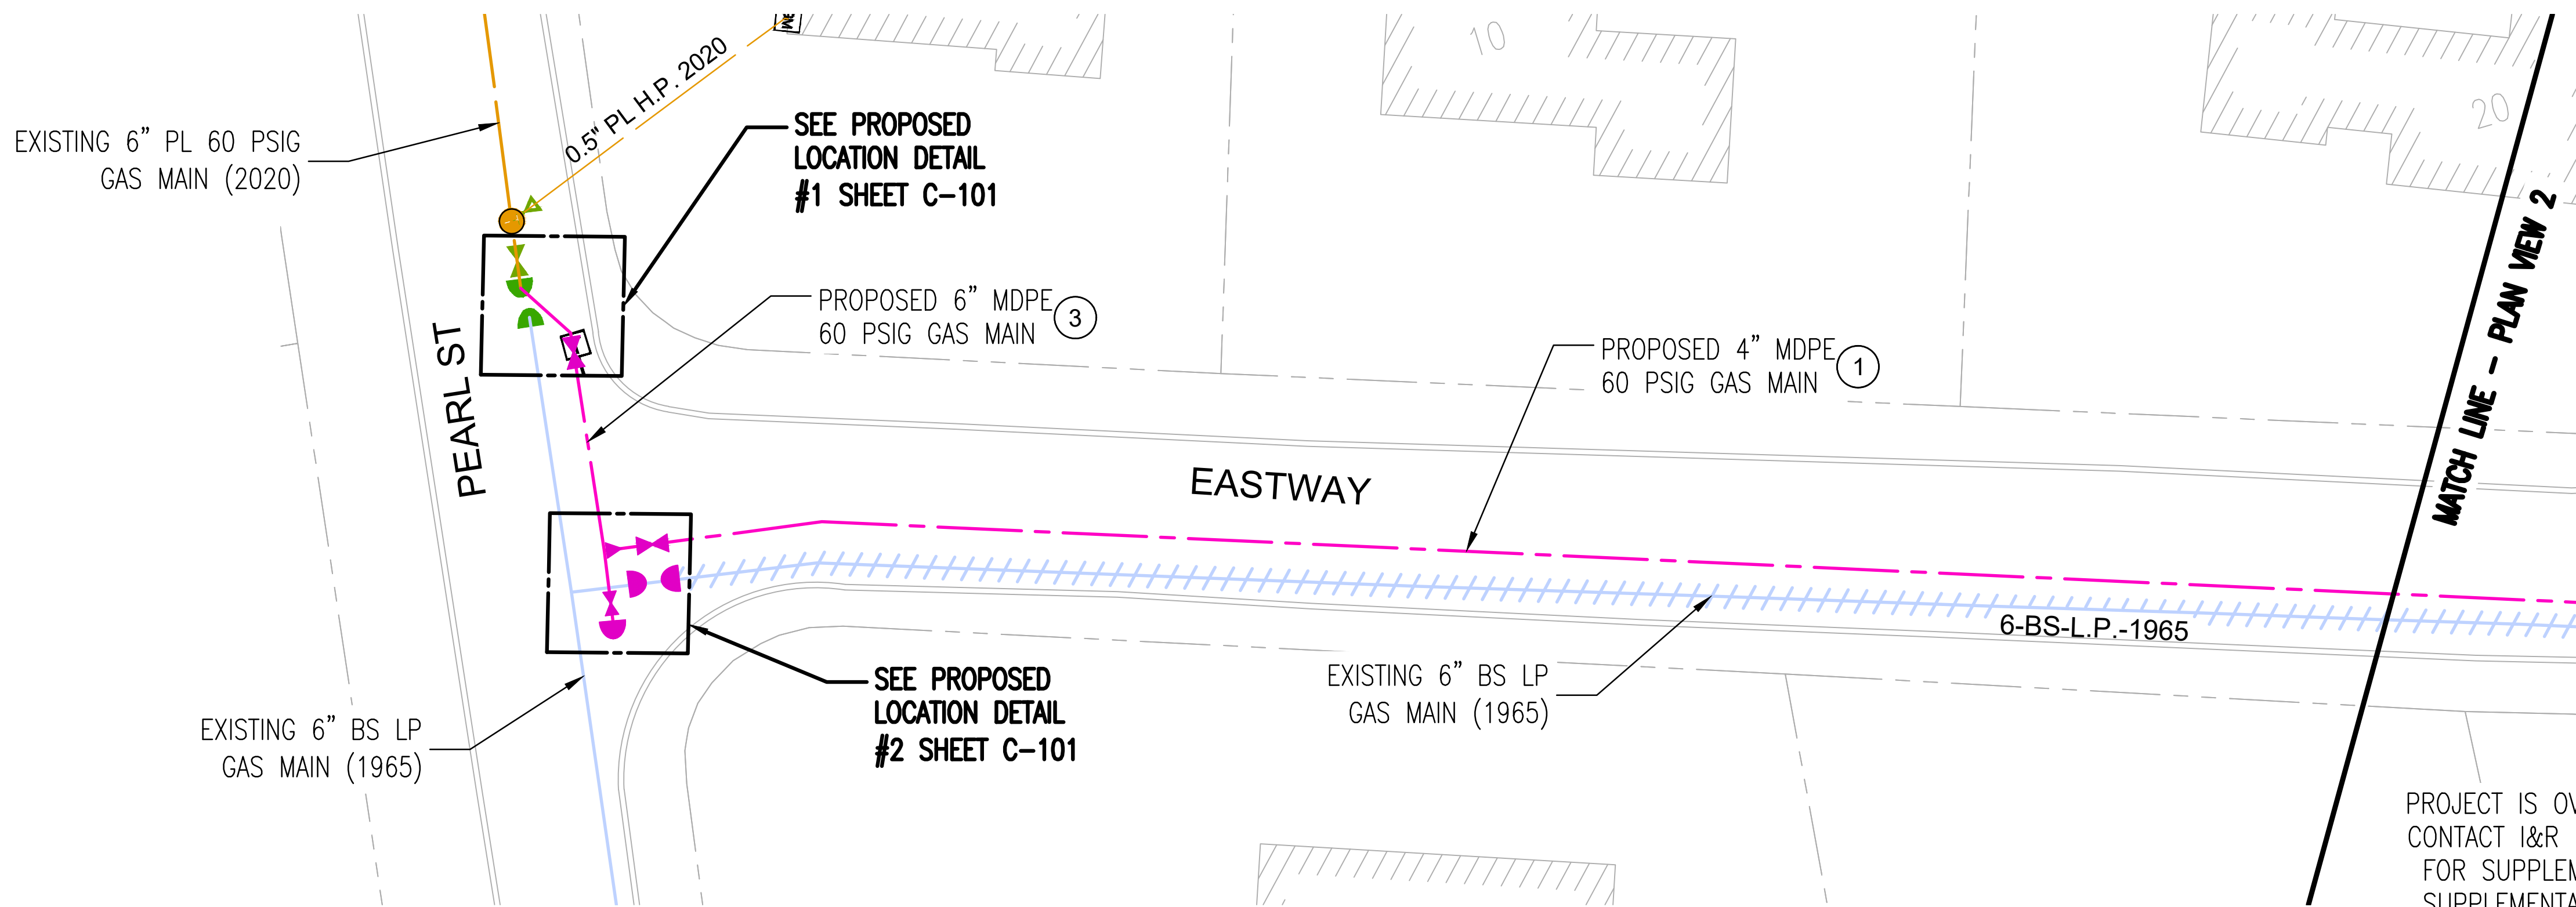 EXISTING 6” PL 60 PSIG
GAS MAIN (2020)
0.5" PL H.P. 2020
SEE PROPOSED
LOCATION DETAIL
#1 SHEET C-101
10
20
PEARL ST
PROPOSED 6” MDPE
60 PSIG GAS MAIN
3
PROPOSED 4” MDPE
60 PSIG GAS MAIN
1
MATCH LINE - PLAN VIEW 2
EASTWAY
6-BS-L.P.-1965
EXISTING 6” BS LP
GAS MAIN (1965)
SEE PROPOSED
LOCATION DETAIL
#2 SHEET C-101
EXISTING 6” BS LP
GAS MAIN (1965)
PROJECT IS
CONTACT I&R
FOR